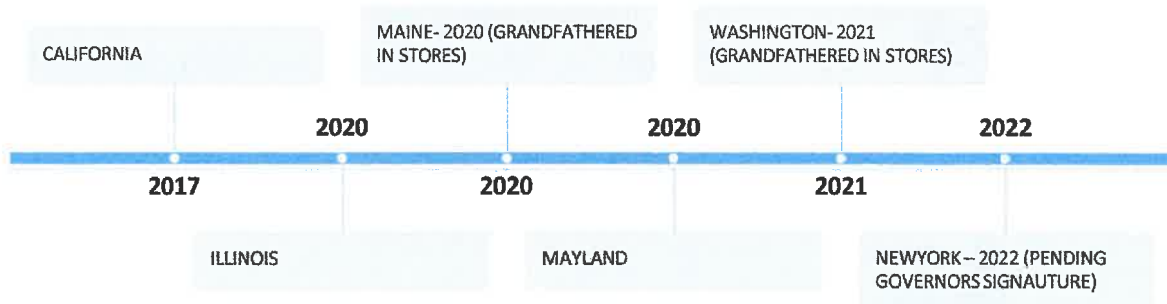 CALIFORNIA
MAINE- 2020 (GRANDFATHERED
IN STORES)
WASHINGTON- 2021
(GRANDFATHERED IN STORES)
2020
2020
2022
2017
2020
2021
ILLINOIS
MAYLAND
NEWYORK – 2022 (PENDING
GOVERNORS SIGNAUTURE)